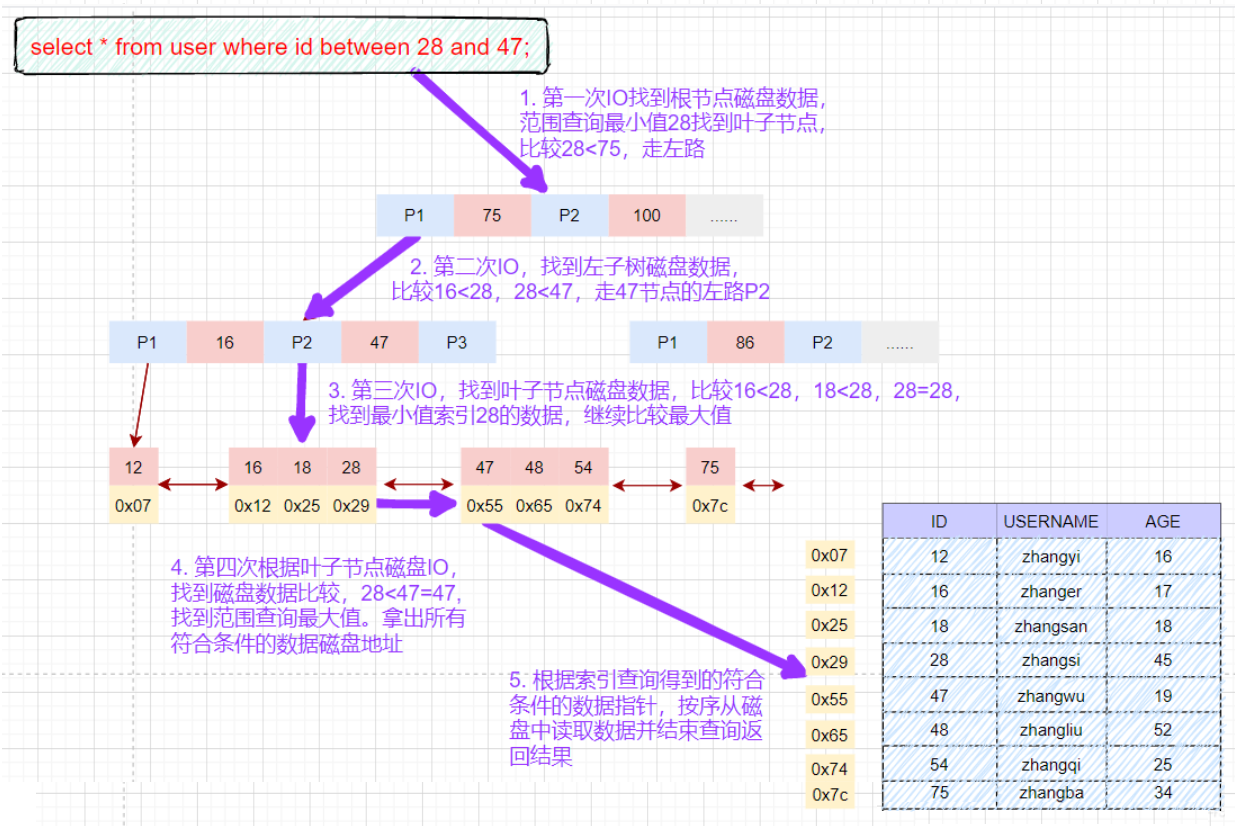 select * from user where id between 28 and 47;
1. 第一次IO找到根节点磁盘数据，
范围查询最小值28找到叶子节点，
比较28<75，走左路
P1 75 P2 100 ......
2. 第二次IO，找到左子树磁盘数据，
比较16<28，28<47，走47节点的左路P2
P1 16 P2 47 P3
P1 86 P2 ......
3. 第三次IO，找到叶子节点磁盘数据，比较16<28，18<28，28=28，
找到最小值索引28的数据，继续比较最大值
12 16 18 28 47 48 54 75
0x07 0x12 0x25 0x29 0x55 0x65 0x74 0x7c
4. 第四次根据叶子节点磁盘IO，
找到磁盘数据比较，28<47=47，
找到范围查询最大值。拿出所有
符合条件的数据磁盘地址
5. 根据索引查询得到的符合
条件的数据指针，按序从磁
盘中读取数据并结束查询返
回结果
ID USERNAME AGE
0x07 12 zhangyi 16
0x12 16 zhanger 17
0x25 18 zhangsan 18
0x29 28 zhangsi 45
0x55 47 zhangwu 19
0x65 48 zhangliu 52
0x74 54 zhangqi 25
0x7c 75 zhangba 34